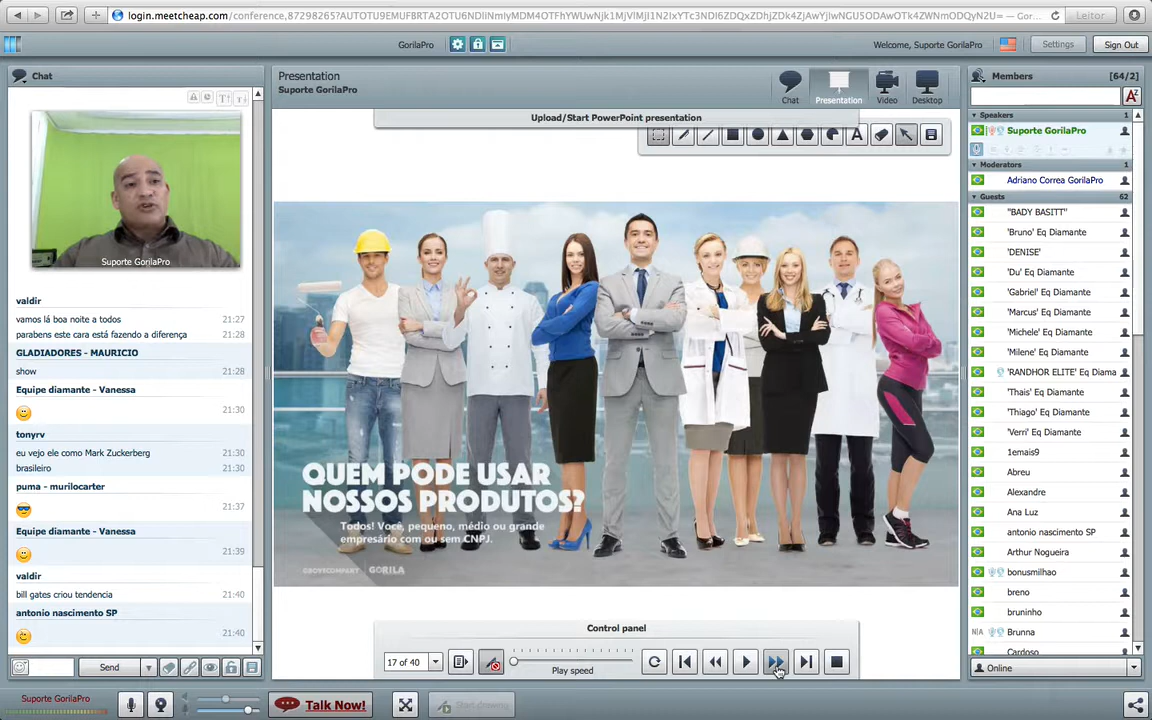 login.meetcheap.com/conference,87298265?
Leitor
GorilaPro
Welcome, Suporte GorilaPro
Settings
Sign Out
Chat
Suporte GorilaPro
valdir
vamos lá boa noite a todos 21:27
parabens este cara está fazendo a diferença 21:28
GLADIADORES - MAURICIO
show 21:28
Equipe diamante - Vanessa
21:30
tonyrv
eu vejo ele como Mark Zuckerberg 21:30
brasileiro 21:30
puma - murilocarter
21:37
Equipe diamante - Vanessa
21:39
valdir
bill gates criou tendencia 21:40
antonio nascimento SP
21:40
Send
Presentation
Suporte GorilaPro
Chat
Presentation
Video
Desktop
Upload/Start PowerPoint presentation
QUEM PODE USAR
NOSSOS PRODUTOS?
Todos! Você, pequeno, médio ou grande
empresário com ou sem CNPJ.
GORILA
Control panel
17 of 40
Play speed
Members [64/2]
Speakers 1
Suporte GorilaPro
Moderators 1
Adriano Correa GorilaPro
Guests 62
"BADY BASITT"
'Bruno' Eq Diamante
'DENISE'
'Du' Eq Diamante
'Gabriel' Eq Diamante
'Marcus' Eq Diamante
'Michele' Eq Diamante
'Milene' Eq Diamante
'RANDHOR ELITE' Eq Diama
'Thais' Eq Diamante
'Thiago' Eq Diamante
'Verri' Eq Diamante
1emais9
Abreu
Alexandre
Ana Luz
antonio nascimento SP
Arthur Nogueira
bonusmilhao
breno
bruninho
N/A Brunna
Cardoso
Online
Suporte GorilaPro
Talk Now!
Start drawing